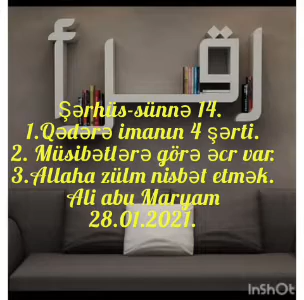 اقرأ
Şərhüs-sünnə 14.
1.Qədərə imanın 4 şərti.
2. Müsibətlərə görə əcr var.
3.Allaha zülm nisbət etmək.
Ali abu Maryam
28.01.2021.
InShOt